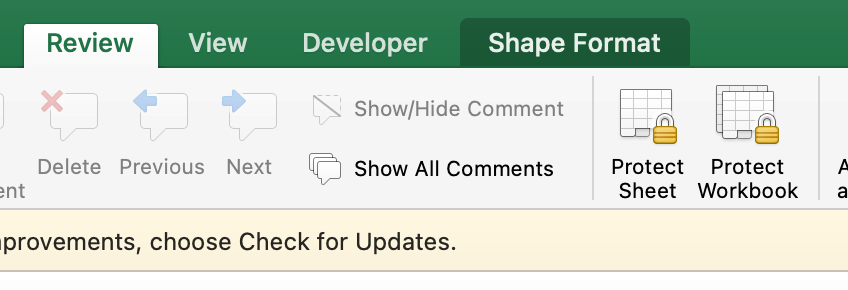 Review View Developer Shape Format
Show/Hide Comment
Delete Previous Next Show All Comments Protect Sheet Protect Workbook
choose Check for Updates.